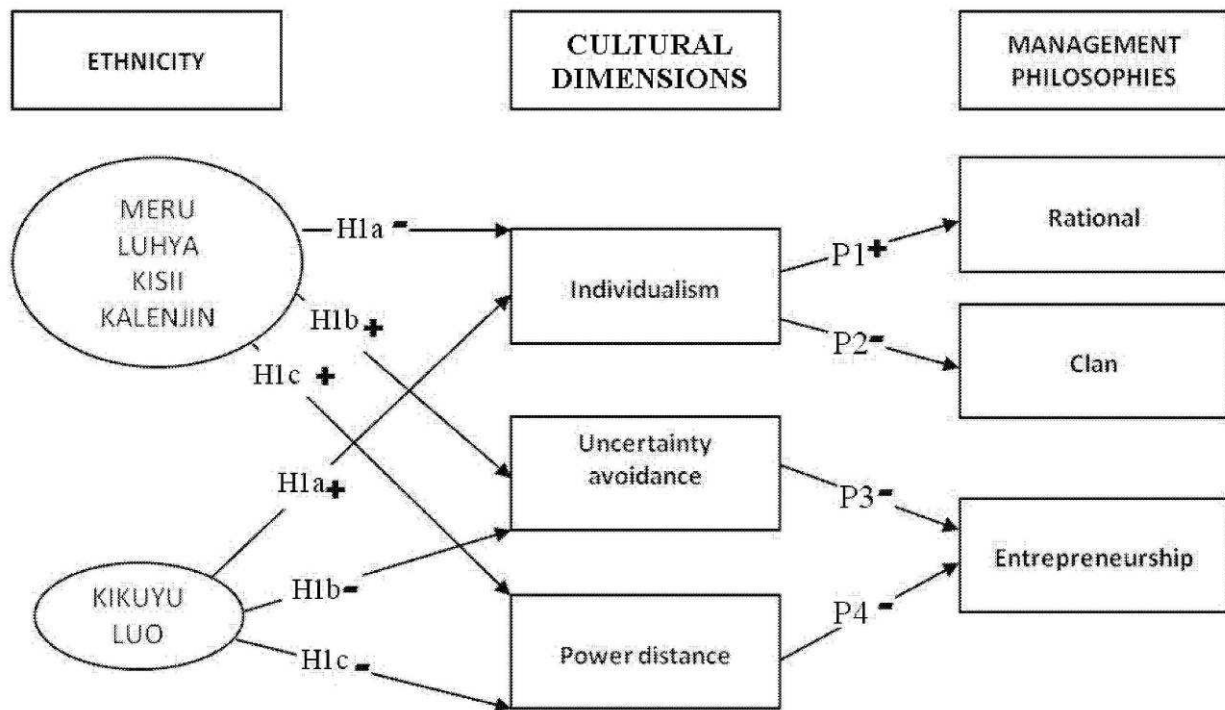 ETHNICITY
CULTURAL
DIMENSIONS
MANAGEMENT
PHILOSOPHIES
MERU
LUHYA
KISII
KALENJIN
H1a -
H1b +
H1c +
Individualism
P1+
P2-
Rational
Clan
Uncertainty
avoidance
H1a+
P3-
KIKUYU
LUO
H1b-
H1c -
Power distance
P4 -
Entrepreneurship